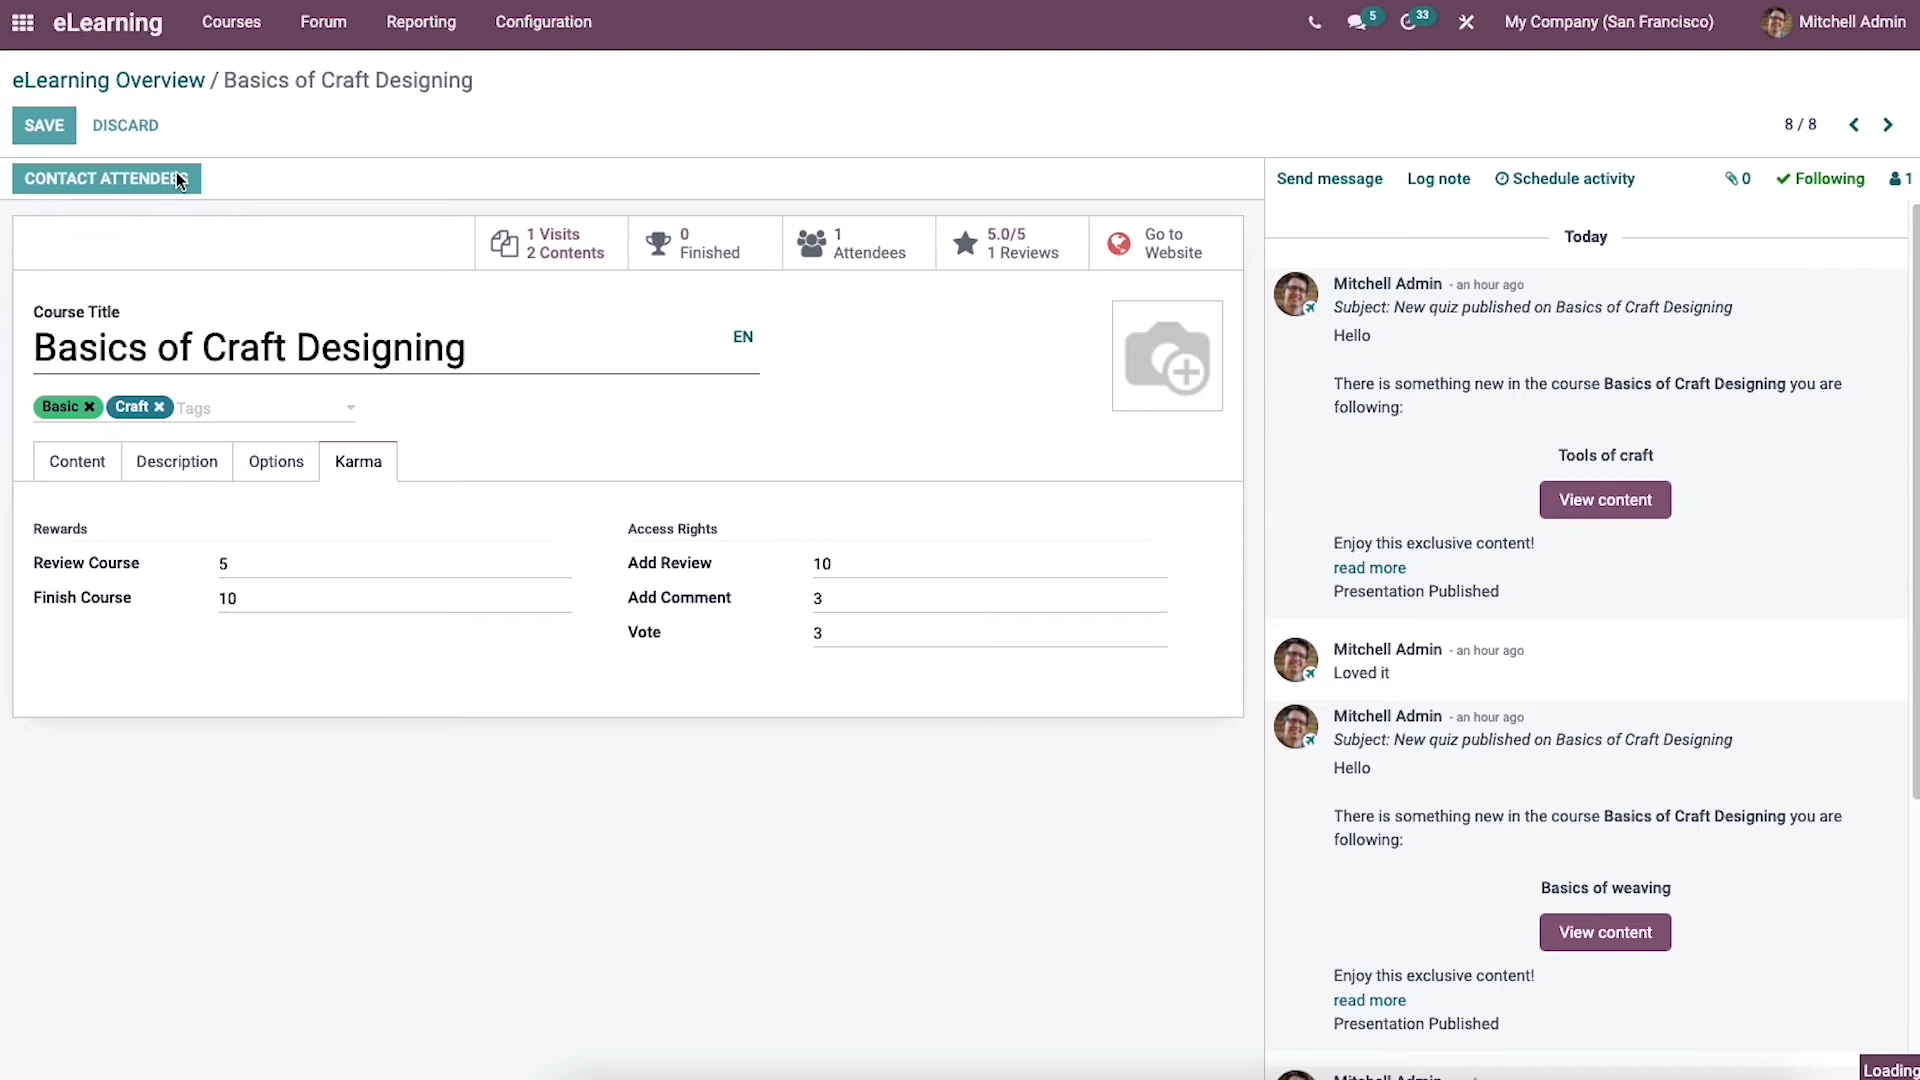 eLearning Courses Forum Reporting Configuration 5 33 My Company (San Francisco) Mitchell Admin
eLearning Overview / Basics of Craft Designing
SAVE DISCARD 8 / 8
CONTACT ATTENDEES
1 Visits
2 Contents
0
Finished
1
Attendees
5.0/5
1 Reviews
Go to
Website
Course Title
Basics of Craft Designing EN
Basic Craft Tags
Content Description Options Karma
Rewards
Review Course 5
Finish Course 10
Access Rights
Add Review 10
Add Comment 3
Vote 3
Send message Log note Schedule activity 0 Following 1
Today
Mitchell Admin - an hour ago
Subject: New quiz published on Basics of Craft Designing
Hello
There is something new in the course Basics of Craft Designing you are
following:
Tools of craft
View content
Enjoy this exclusive content!
read more
Presentation Published
Mitchell Admin - an hour ago
Loved it
Mitchell Admin - an hour ago
Subject: New quiz published on Basics of Craft Designing
Hello
There is something new in the course Basics of Craft Designing you are
following:
Basics of weaving
View content
Enjoy this exclusive content!
read more
Presentation Published
Mitchell Admin
Loading